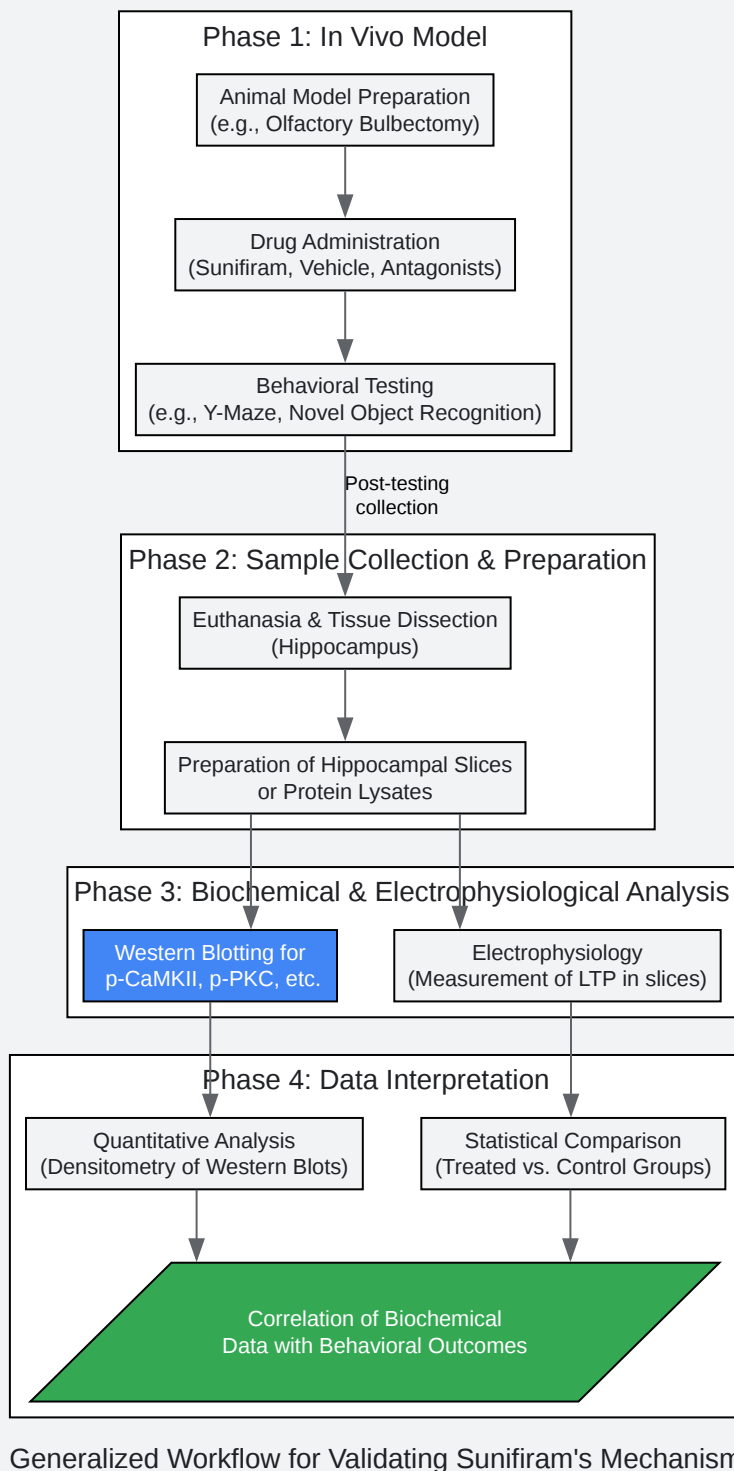 Phase 1: In Vivo Model
Animal Model Preparation
(e.g., Olfactory Bulbectomy)
Drug Administration
(Sunifiram, Vehicle, Antagonists)
Behavioral Testing
(e.g., Y-Maze, Novel Object Recognition)
Post-testing
collection
Phase 2: Sample Collection & Preparation
Euthanasia & Tissue Dissection
(Hippocampus)
Preparation of Hippocampal Slices
or Protein Lysates
Phase 3: Biochemical & Electrophysiological Analysis
Western Blotting for
p-CaMKII, p-PKC, etc.
Electrophysiology
(Measurement of LTP in slices)
Phase 4: Data Interpretation
Quantitative Analysis
(Densitometry of Western Blots)
Statistical Comparison
(Treated vs. Control Groups)
Correlation of Biochemical
Data with Behavioral Outcomes
Generalized Workflow for Validating Sunifiram's Mechanism